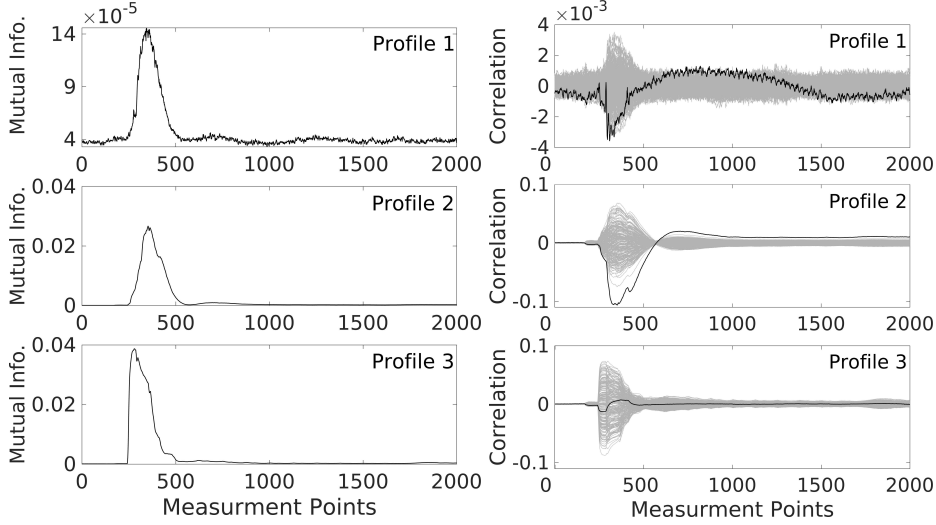 ×10⁻⁵
14
9
4
Mutual Info.
Profile 1
0 500 1000 1500 2000
×10⁻³
4
2
0
-2
-4
Correlation
Profile 1
0 500 1000 1500 2000
0.04
0.02
0
Mutual Info.
Profile 2
0 500 1000 1500 2000
0.1
0
-0.1
Correlation
Profile 2
0 500 1000 1500 2000
0.04
0.02
0
Mutual Info.
Profile 3
0 500 1000 1500 2000
Measurment Points
0.1
0
-0.1
Correlation
Profile 3
0 500 1000 1500 2000
Measurment Points